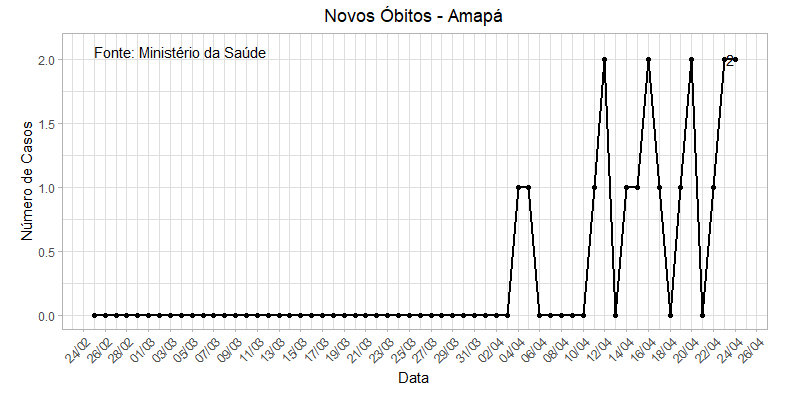 Novos Óbitos - Amapá
Fonte: Ministério da Saúde
2
Número de Casos
2.0
1.5
1.0
0.5
0.0
24/02 26/02 28/02 01/03 03/03 05/03 07/03 09/03 11/03 13/03 15/03 17/03 19/03 21/03 23/03 25/03 27/03 29/03 31/03 02/04 04/04 06/04 08/04 10/04 12/04 14/04 16/04 18/04 20/04 22/04 24/04 26/04
Data